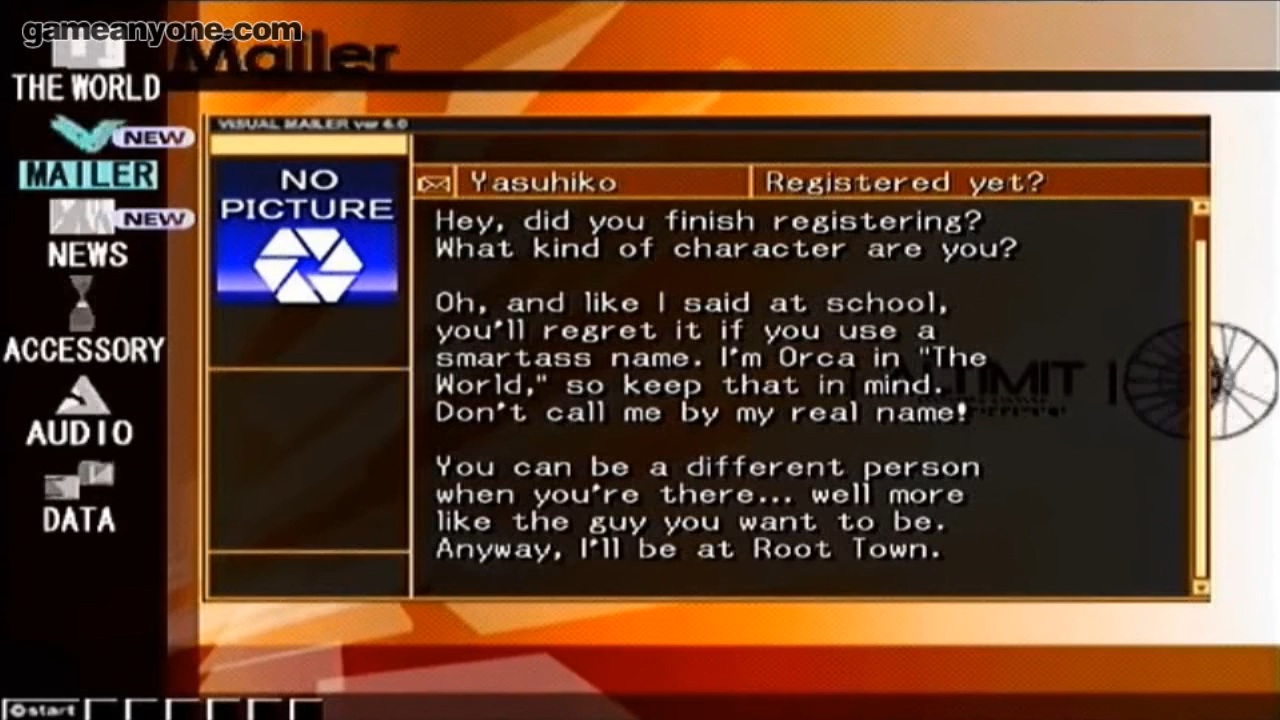 gameanyone.com
Mailer
THE WORLD
VISUAL MAILER ver 6.0
NEW
MAILER
NO
PICTURE
Yasuhiko
Registered yet?
NEW
NEWS
Hey, did you finish registering?
What kind of character are you?
Oh, and like I said at school,
you'll regret it if you use a
smartass name. I'm Orca in "The
World," so keep that in mind.
Don't call me by my real name!
You can be a different person
when you're there... well more
like the guy you want to be.
Anyway, I'll be at Root Town.
ACCESSORY
AUDIO
DATA
ALTIMIT
start